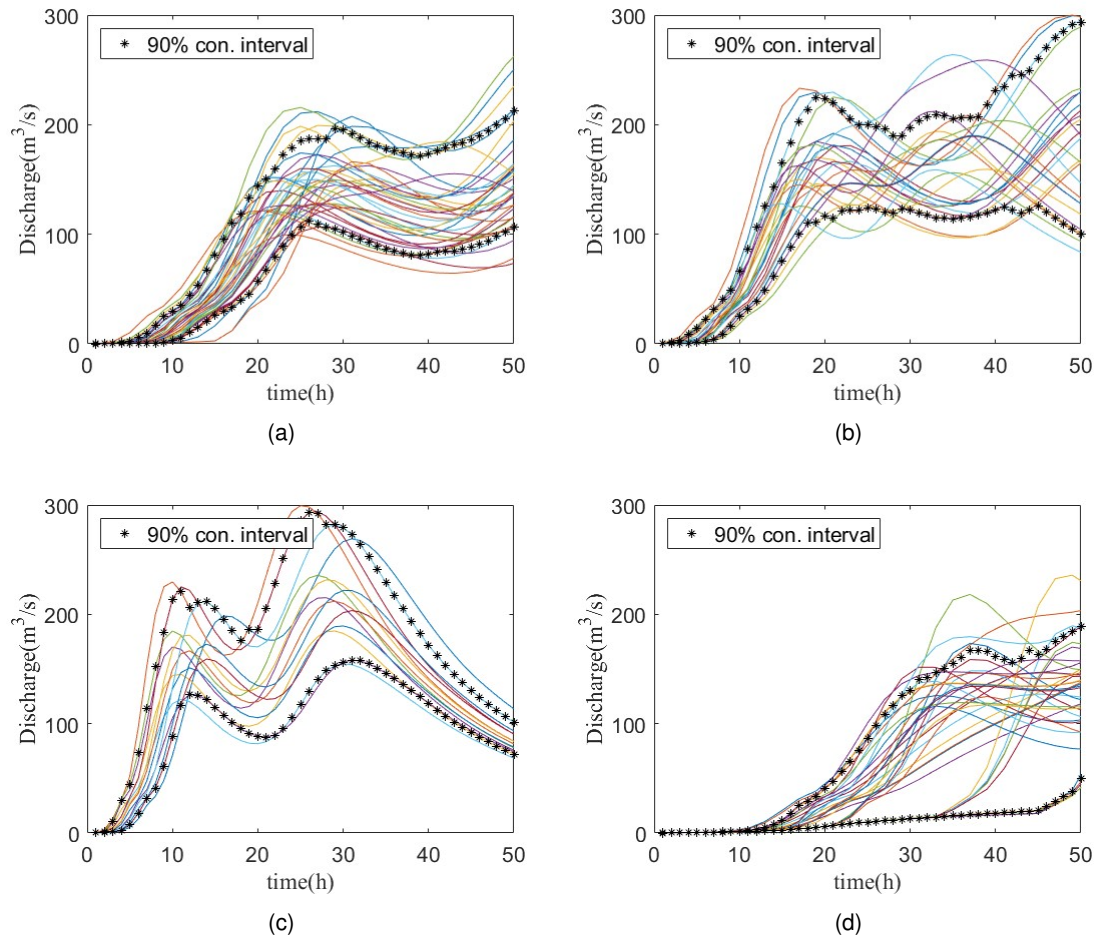 300
90% con. interval
200
Discharge(m³/s)
100
0
0 10 20 30 40 50
time(h)
(a)
300
90% con. interval
200
Discharge(m³/s)
100
0
0 10 20 30 40 50
time(h)
(b)
300
90% con. interval
200
Discharge(m³/s)
100
0
0 10 20 30 40 50
time(h)
(c)
300
90% con. interval
200
Discharge(m³/s)
100
0
0 10 20 30 40 50
time(h)
(d)